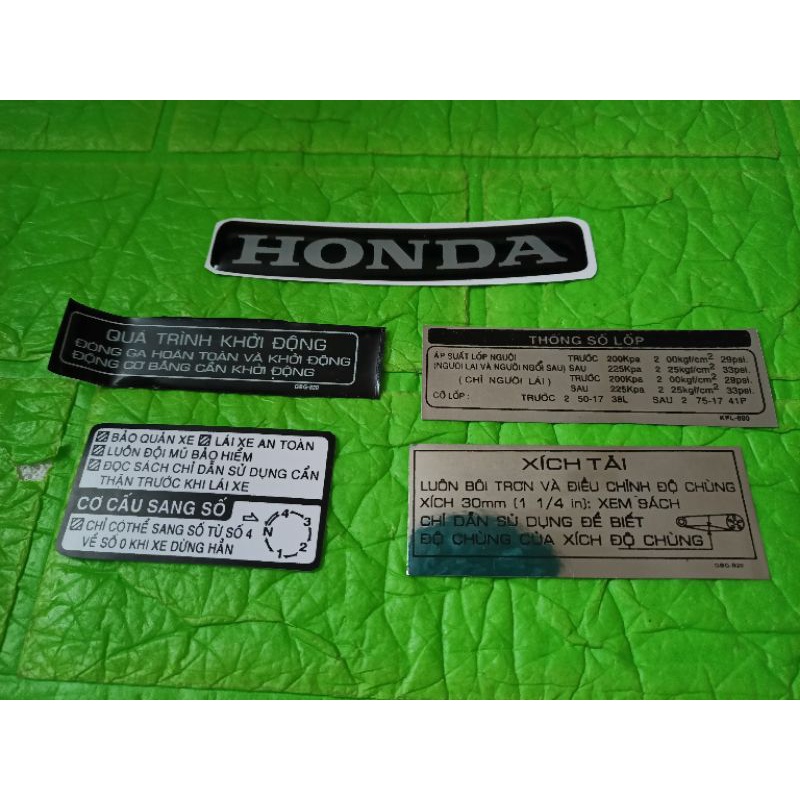 HONDA
QUÁ TRÌNH KHỞI ĐỘNG
ĐÓNG GA HOÀN TOÀN VÀ KHỞI ĐỘNG
ĐỘNG CƠ BẰNG CẦN KHỞI ĐỘNG
GBG-820
THÔNG SỐ LỐP
ÁP SUẤT LỐP NGUỘI TRƯỚC 200Kpa 2 00kgf/cm2 29psi.
(NGƯỜI LÁI VÀ NGƯỜI NGỒI SAU) SAU 225Kpa 2 25kgf/cm2 33psi.
(CHỈ NGƯỜI LÁI) TRƯỚC 200Kpa 2 00kgf/cm2 29psi.
SAU 225Kpa 2 25kgf/cm2 33psi.
CỠ LỐP: TRƯỚC 2 50-17 38L SAU 2 75-17 41P
KFL-890
BẢO QUẢN XE LÁI XE AN TOÀN
LUÔN ĐỘI MŨ BẢO HIỂM
ĐỌC SÁCH CHỈ DẪN SỬ DỤNG CẨN
THẬN TRƯỚC KHI LÁI XE
CƠ CẤU SANG SỐ
CHỈ CÓ THỂ SANG SỐ TỪ SỐ 4
VỀ SỐ 0 KHI XE DỪNG HẲN
4 3
N
1 2
XÍCH TẢI
LUÔN BÔI TRƠN VÀ ĐIỀU CHỈNH ĐỘ CHÙNG
XÍCH 30mm (1 1/4 in): XEM SÁCH
CHỈ DẪN SỬ DỤNG ĐỂ BIẾT
ĐỘ CHÙNG CỦA XÍCH ĐỘ CHÙNG
GBG-820